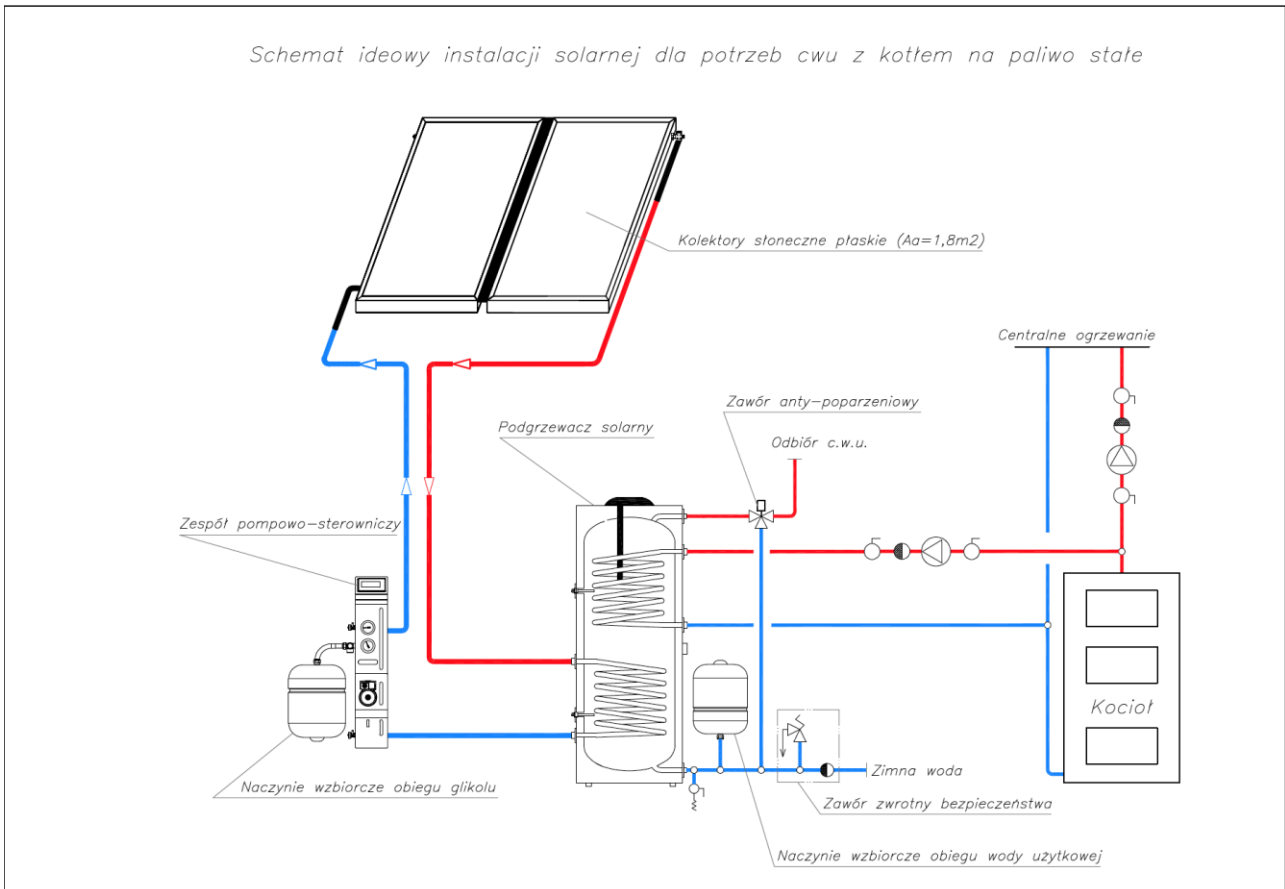 Schemat ideowy instalacji solarnej dla potrzeb cwu z kotłem na paliwo stałe
Kolektory słoneczne płaskie (Aa=1,8m2)
Centralne ogrzewanie
Zawór anty-poparzeniowy
Podgrzewacz solarny
Odbiór c.w.u.
Zespół pompowo-sterowniczy
Kocioł
Zimna woda
Naczynie wzbiorcze obiegu glikolu
Zawór zwrotny bezpieczeństwa
Naczynie wzbiorcze obiegu wody użytkowej